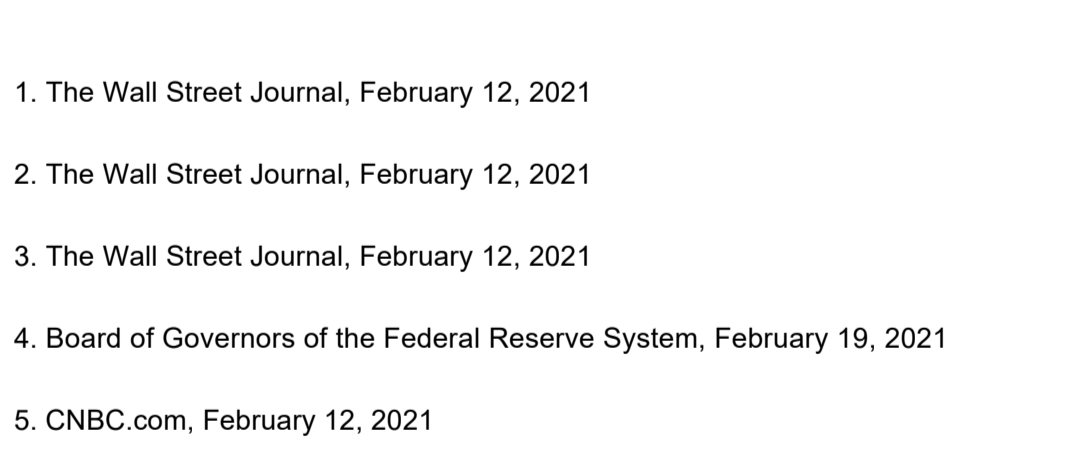 1. The Wall Street Journal, February 12, 2021
2. The Wall Street Journal, February 12, 2021
3. The Wall Street Journal, February 12, 2021
4. Board of Governors of the Federal Reserve System, February 19, 2021
5. CNBC.com, February 12, 2021